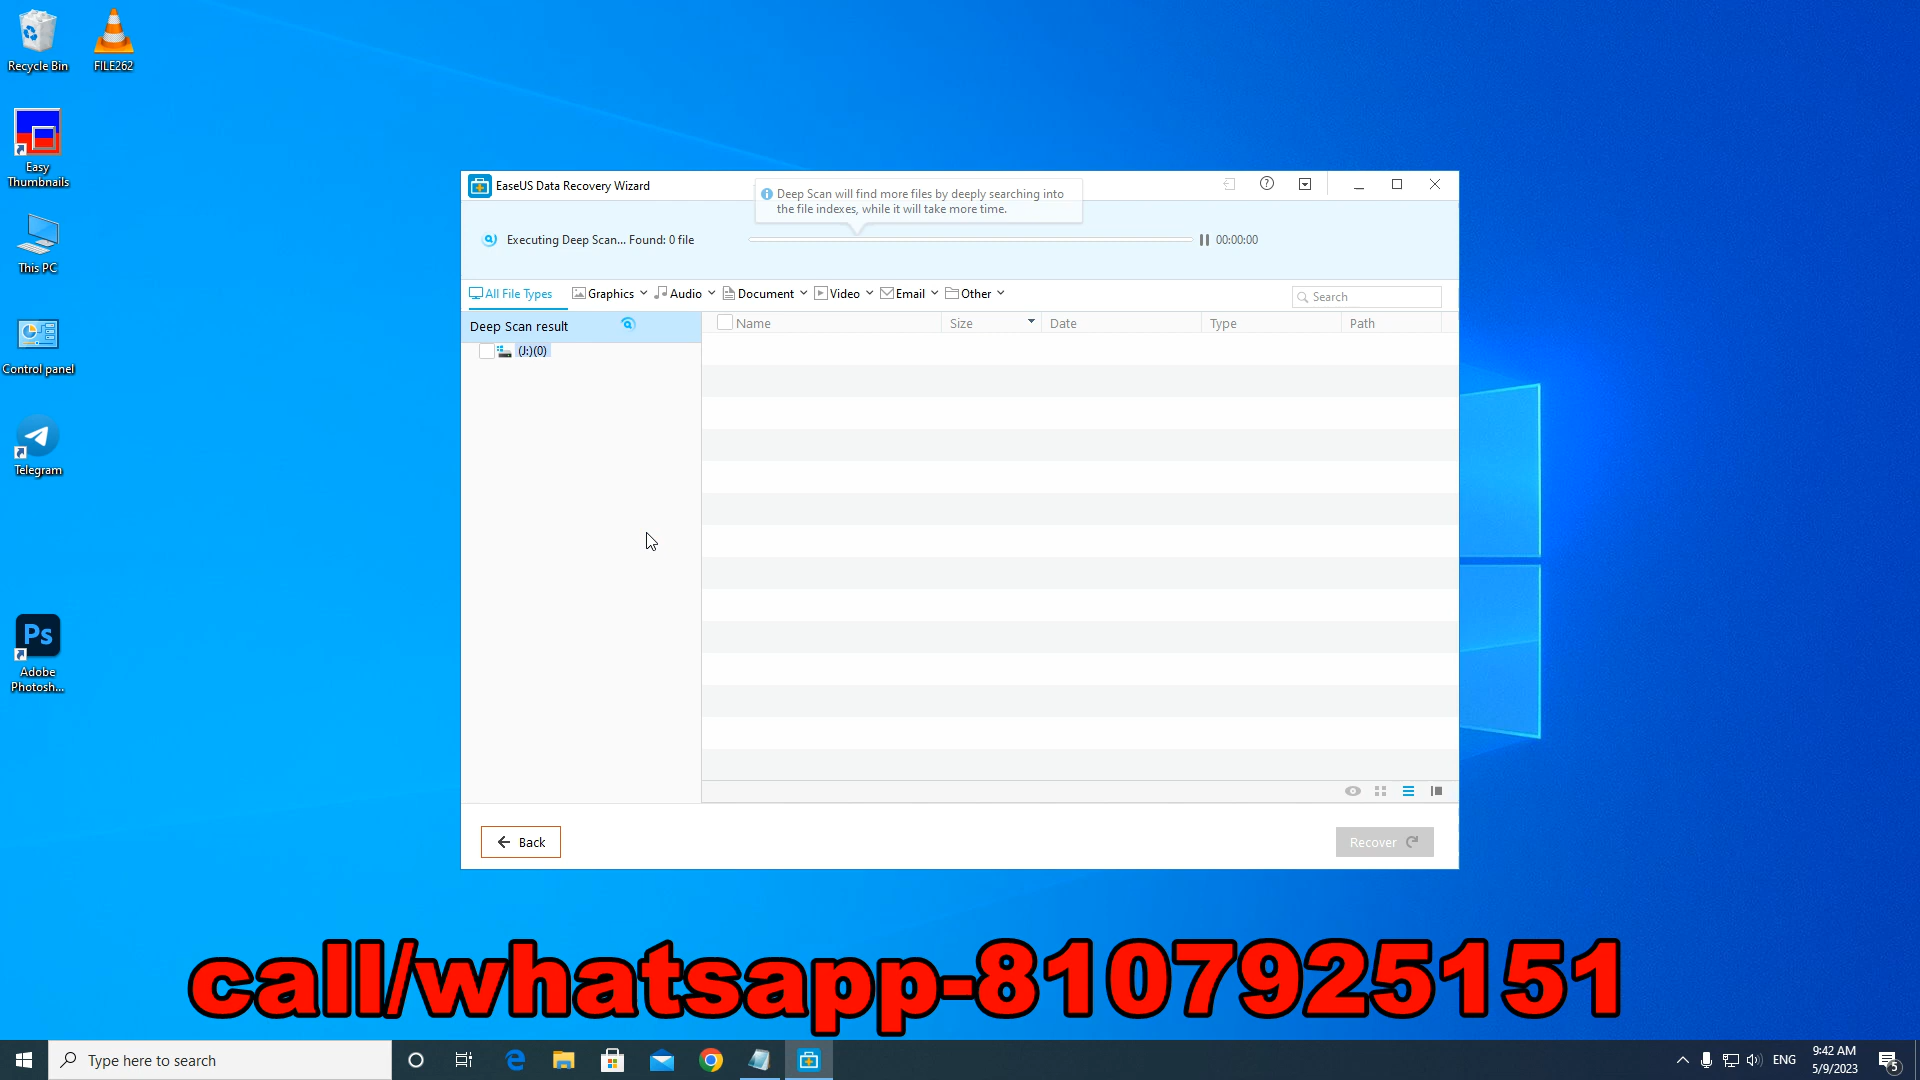 Recycle Bin
FILE262
Easy
Thumbnails
This PC
Control panel
Telegram
Ps
Adobe
Photosh...
EaseUS Data Recovery Wizard
Deep Scan will find more files by deeply searching into
the file indexes, while it will take more time.
Executing Deep Scan... Found: 0 file
00:00:00
All File Types
Graphics
Audio
Document
Video
Email
Other
Search
Deep Scan result
(J:)(0)
Name
Size
Date
Type
Path
Back
Recover
call/whatsapp-8107925151
Type here to search
ENG
9:42 AM
5/9/2023
5